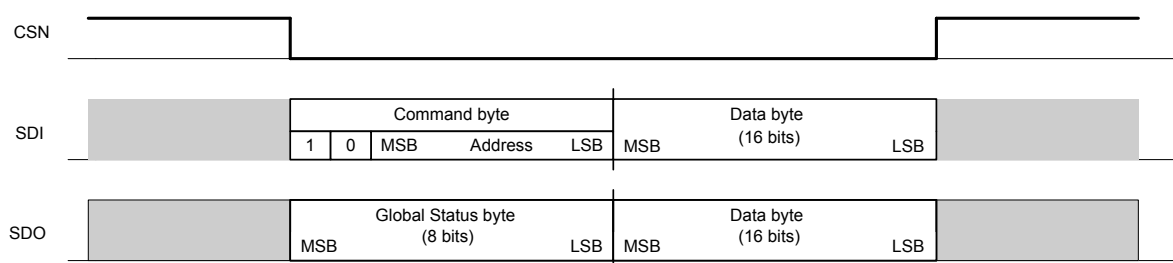 CSN
SDI
Command byte
1 0 MSB Address LSB
Data byte
(16 bits)
MSB LSB
SDO
Global Status byte
(8 bits)
MSB LSB
Data byte
(16 bits)
MSB LSB